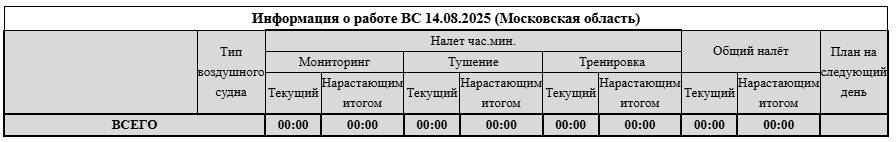 Информация о работе ВС 14.08.2025 (Московская область)
Тип воздушного судна
Налет час.мин.
Общий налёт
План на следующий день
Мониторинг Тушение Тренировка
Текущий Нарастающим итогом Текущий Нарастающим итогом Текущий Нарастающим итогом Текущий Нарастающим итогом
ВСЕГО 00:00 00:00 00:00 00:00 00:00 00:00 00:00 00:00